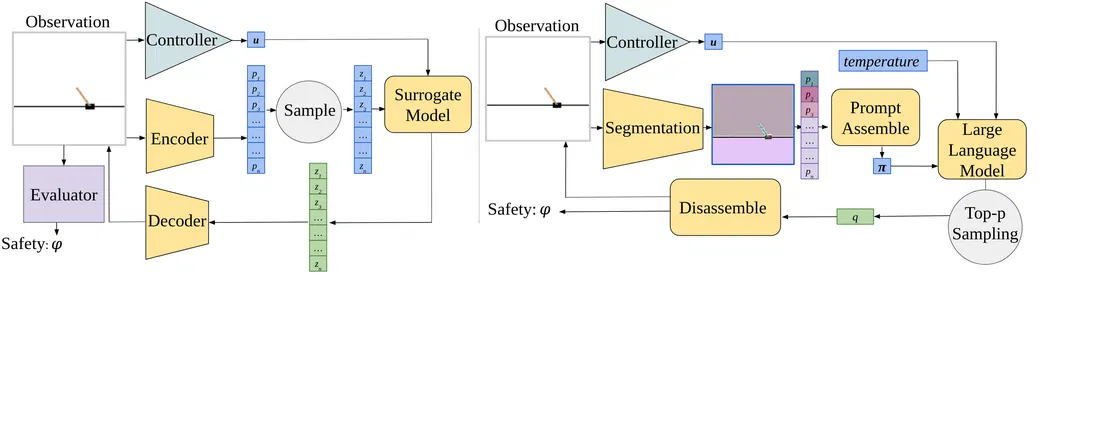 Observation
Controller
u
Encoder
p1
p2
p3
...
...
...
pn
Sample
z1
z2
z3
...
...
...
zn
Surrogate
Model
Evaluator
Safety: φ
Decoder
z1
z2
z3
...
...
...
zn
Observation
Controller
u
temperature
Segmentation
p1
p2
p3
...
...
...
pn
Prompt
Assemble
π
Large
Language
Model
Top-p
Sampling
q
Disassemble
Safety: φ